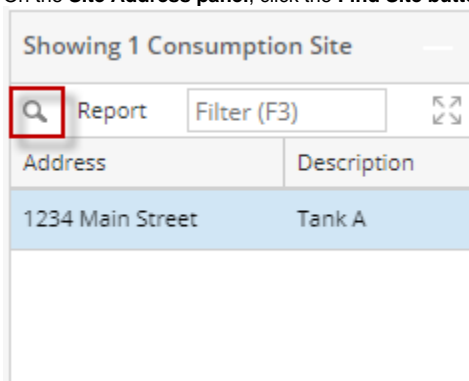 On the Site Address panel, click the Find Site butto
Showing 1 Consumption Site
Report Filter (F3)
Address Description
1234 Main Street Tank A